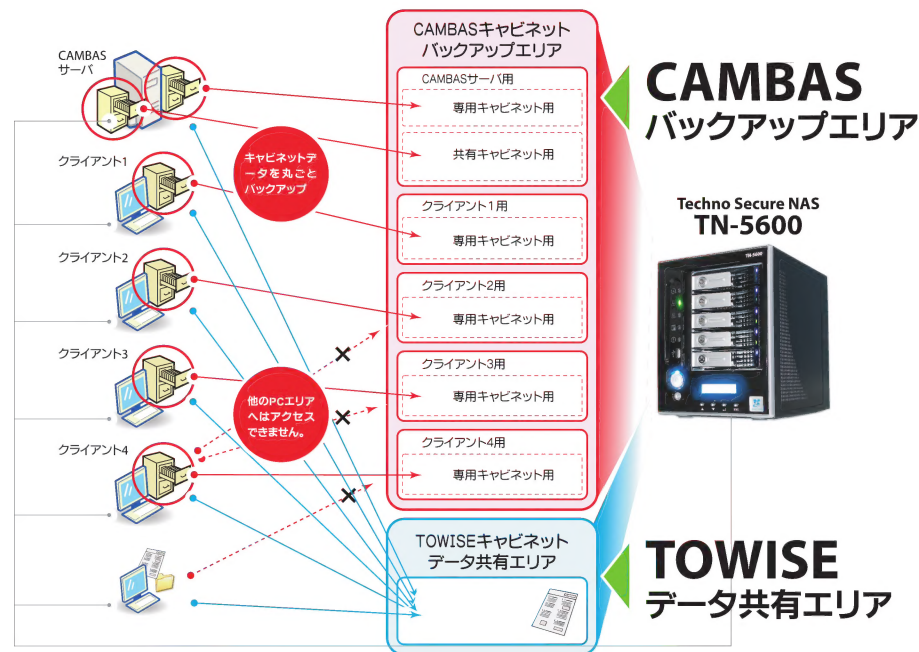 CAMBAS
サーバ
クライアント1
クライアント2
クライアント3
クライアント4
キャビネットデ
ータを丸ごと
バックアップ
他のPCエリア
へはアクセス
できません。
CAMBASキャビネット
バックアップエリア
CAMBASサーバ用
専用キャビネット用
共有キャビネット用
クライアント1用
専用キャビネット用
クライアント2用
専用キャビネット用
クライアント3用
専用キャビネット用
クライアント4用
専用キャビネット用
TOWISEキャビネット
データ共有エリア
CAMBAS
バックアップエリア
Techno Secure NAS
TN-5600
TN-5600
TOWISE
データ共有エリア